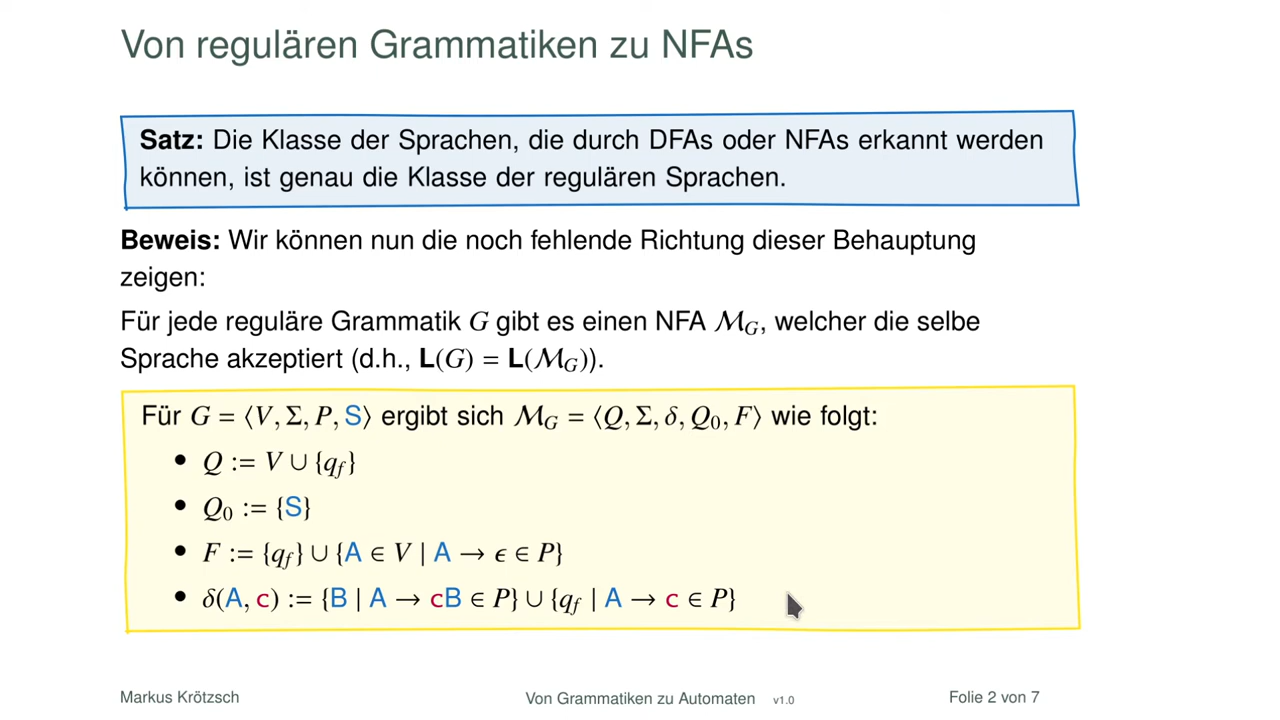 Von regulären Grammatiken zu NFAs
Satz: Die Klasse der Sprachen, die durch DFAs oder NFAs erkannt werden
können, ist genau die Klasse der regulären Sprachen.
Beweis: Wir können nun die noch fehlende Richtung dieser Behauptung
zeigen:
Für jede reguläre Grammatik G gibt es einen NFA ℳ_G, welcher die selbe
Sprache akzeptiert (d.h., L(G) = L(ℳ_G)).
Für G = ⟨V, Σ, P, S⟩ ergibt sich ℳ_G = ⟨Q, Σ, δ, Q₀, F⟩ wie folgt:
• Q := V ∪ {q_f}
• Q₀ := {S}
• F := {q_f} ∪ {A ∈ V | A → ϵ ∈ P}
• δ(A, c) := {B | A → cB ∈ P} ∪ {q_f | A → c ∈ P}
Markus Krötzsch Von Grammatiken zu Automaten v1.0 Folie 2 von 7